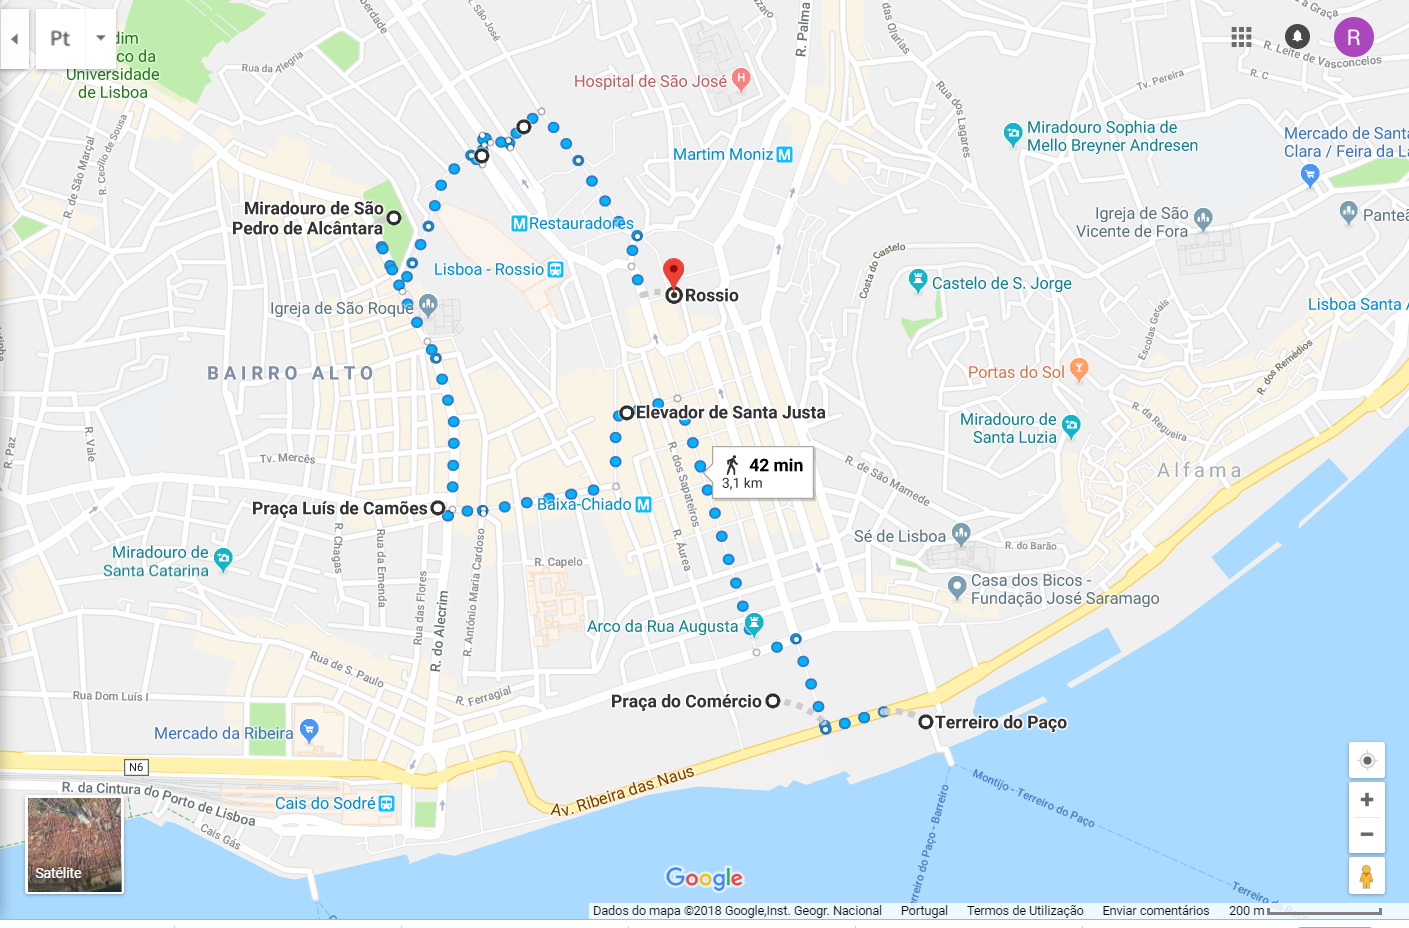 Pt
dim
co da
Universidade
de Lisboa
R. de São José
R. Palma
R. Leite de Vasconcelos
R. C
Tv. Pereira
Rua da Alegria
Hospital de São José
H
R
Rua dos Lagares
Miradouro Sophia de
Mello Breyner Andresen
Mercado de Sant
Clara / Feira da La
Martim Moniz M
R. de São Marçal
R. Cecílio de Sousa
Miradouro de São
Pedro de Alcântara
M Restauradores
Igreja de São
Vicente de Fora
Panteã
Costa do Castelo
Lisboa - Rossio
Rossio
Castelo de S. Jorge
Lisboa Santa A
Igreja de São Roque
Escolas Gerais
BAIRRO ALTO
Portas do Sol
R. dos Remédios
Elevador de Santa Justa
Miradouro de
Santa Luzia
R. da Regueira
R. Paz
R. Vale
Tv. Mercês
42 min
3,1 km
R. dos Sapateiros
R. de São Mamede
Alfama
Praça Luís de Camões
Baixa-Chiado M
R. Áurea
Sé de Lisboa
R. do Barão
Miradouro de
Santa Catarina
R. Chagas
Rua da Emenda
Rua das Flores
R. do Alecrim
R. António Maria Cardoso
R. Capelo
Casa dos Bicos -
Fundação José Saramago
Arco da Rua Augusta
Rua de S. Paulo
Rua Dom Luís I
R. Ferragial
Praça do Comércio
Terreiro do Paço
Mercado da Ribeira
N6
R. da Cintura do Porto de Lisboa
Cais do Sodré
Av. Ribeira das Naus
Cais Gás
Montijo - Terreiro do Paço
Terreiro do Paço - Barreiro
Terreiro do Paço
Satélite
Google
Dados do mapa ©2018 Google,Inst. Geogr. Nacional Portugal Termos de Utilização Enviar comentários 200 m